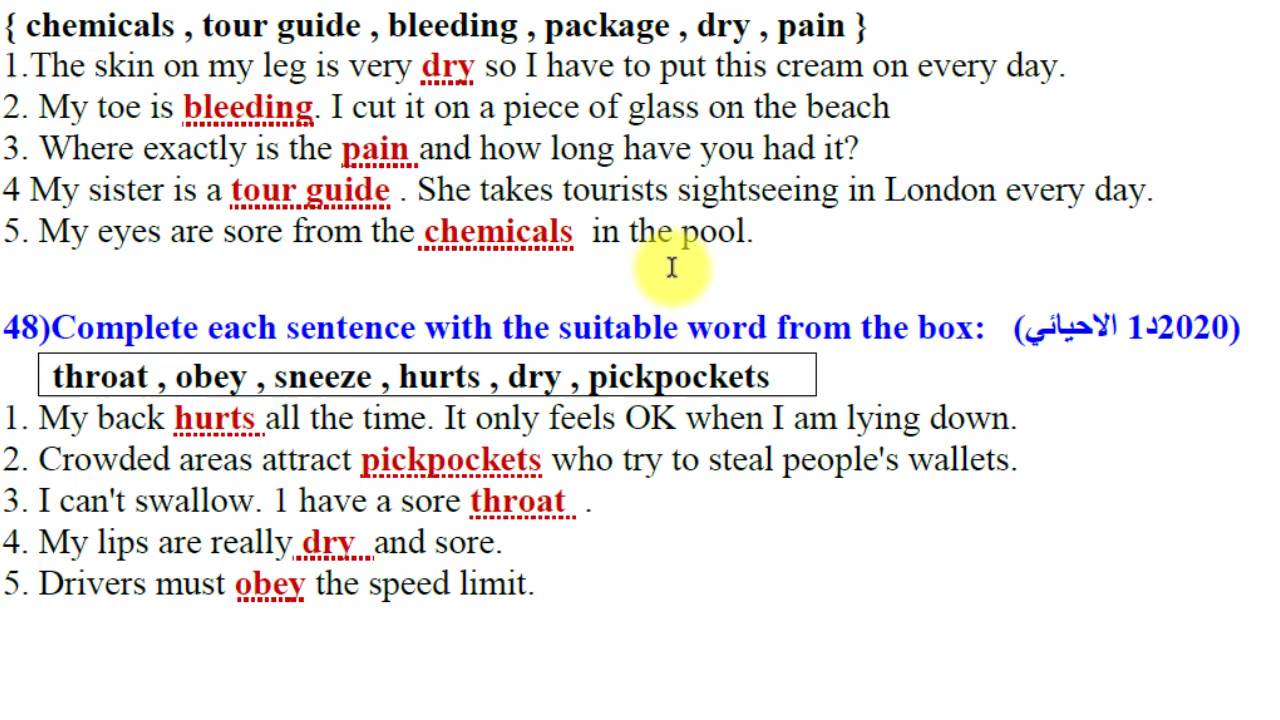 { chemicals , tour guide , bleeding , package , dry , pain }
1.The skin on my leg is very dry so I have to put this cream on every day.
2. My toe is bleeding. I cut it on a piece of glass on the beach
3. Where exactly is the pain and how long have you had it?
4 My sister is a tour guide . She takes tourists sightseeing in London every day.
5. My eyes are sore from the chemicals in the pool.
48)Complete each sentence with the suitable word from the box: (2020د1 الاحيائي)
throat , obey , sneeze , hurts , dry , pickpockets
1. My back hurts all the time. It only feels OK when I am lying down.
2. Crowded areas attract pickpockets who try to steal people's wallets.
3. I can't swallow. 1 have a sore throat .
4. My lips are really dry and sore.
5. Drivers must obey the speed limit.